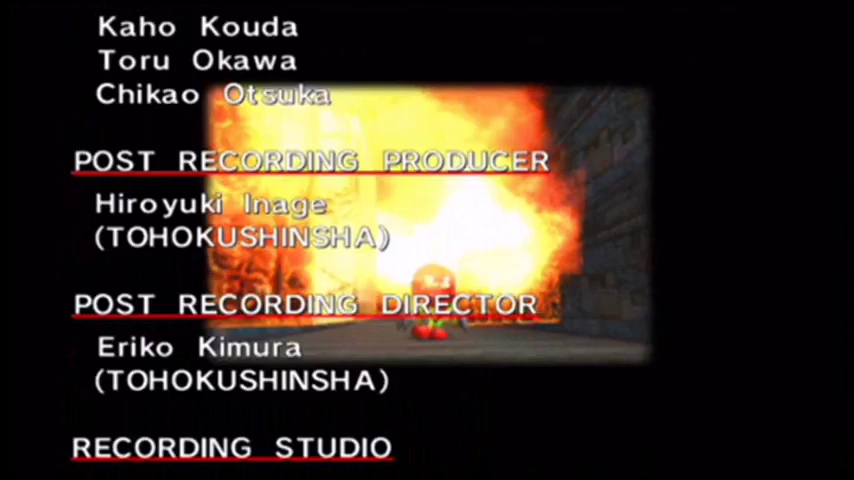 Kaho Kouda
Toru Okawa
Chikao Otsuka
POST RECORDING PRODUCER
Hiroyuki Inage
(TOHOKUSHINSHA)
POST RECORDING DIRECTOR
Eriko Kimura
(TOHOKUSHINSHA)
RECORDING STUDIO